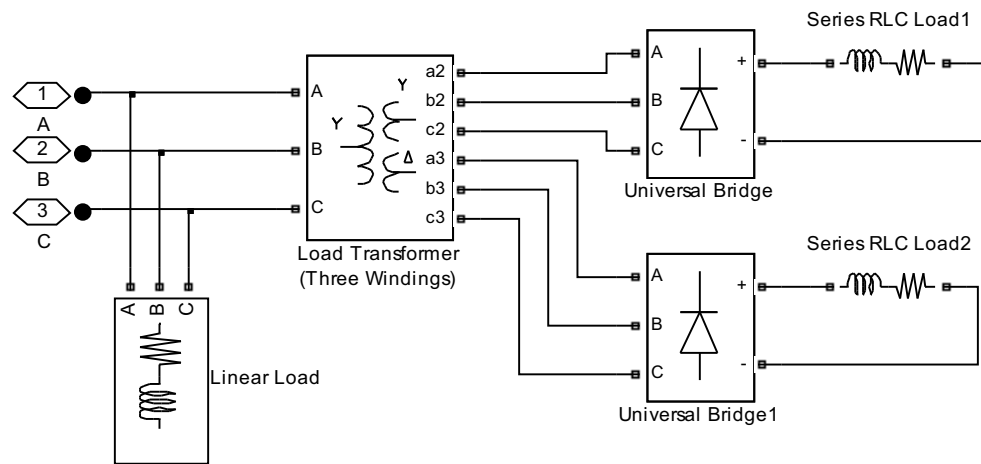 Series RLC Load1
1
A
2
B
3
C
A
B
C
Y
Y
Δ
a2
b2
c2
a3
b3
c3
Load Transformer
(Three Windings)
A
B
C
+
-
Universal Bridge
Series RLC Load2
A
B
C
+
-
Universal Bridge1
A
B
C
Linear Load